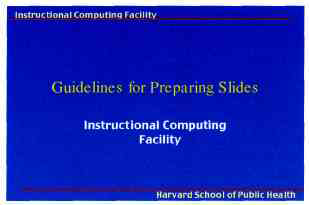 Instructional Computing Facility
Guidelines for Preparing Slides
Instructional Computing
Facility
Harvard School of Public Health